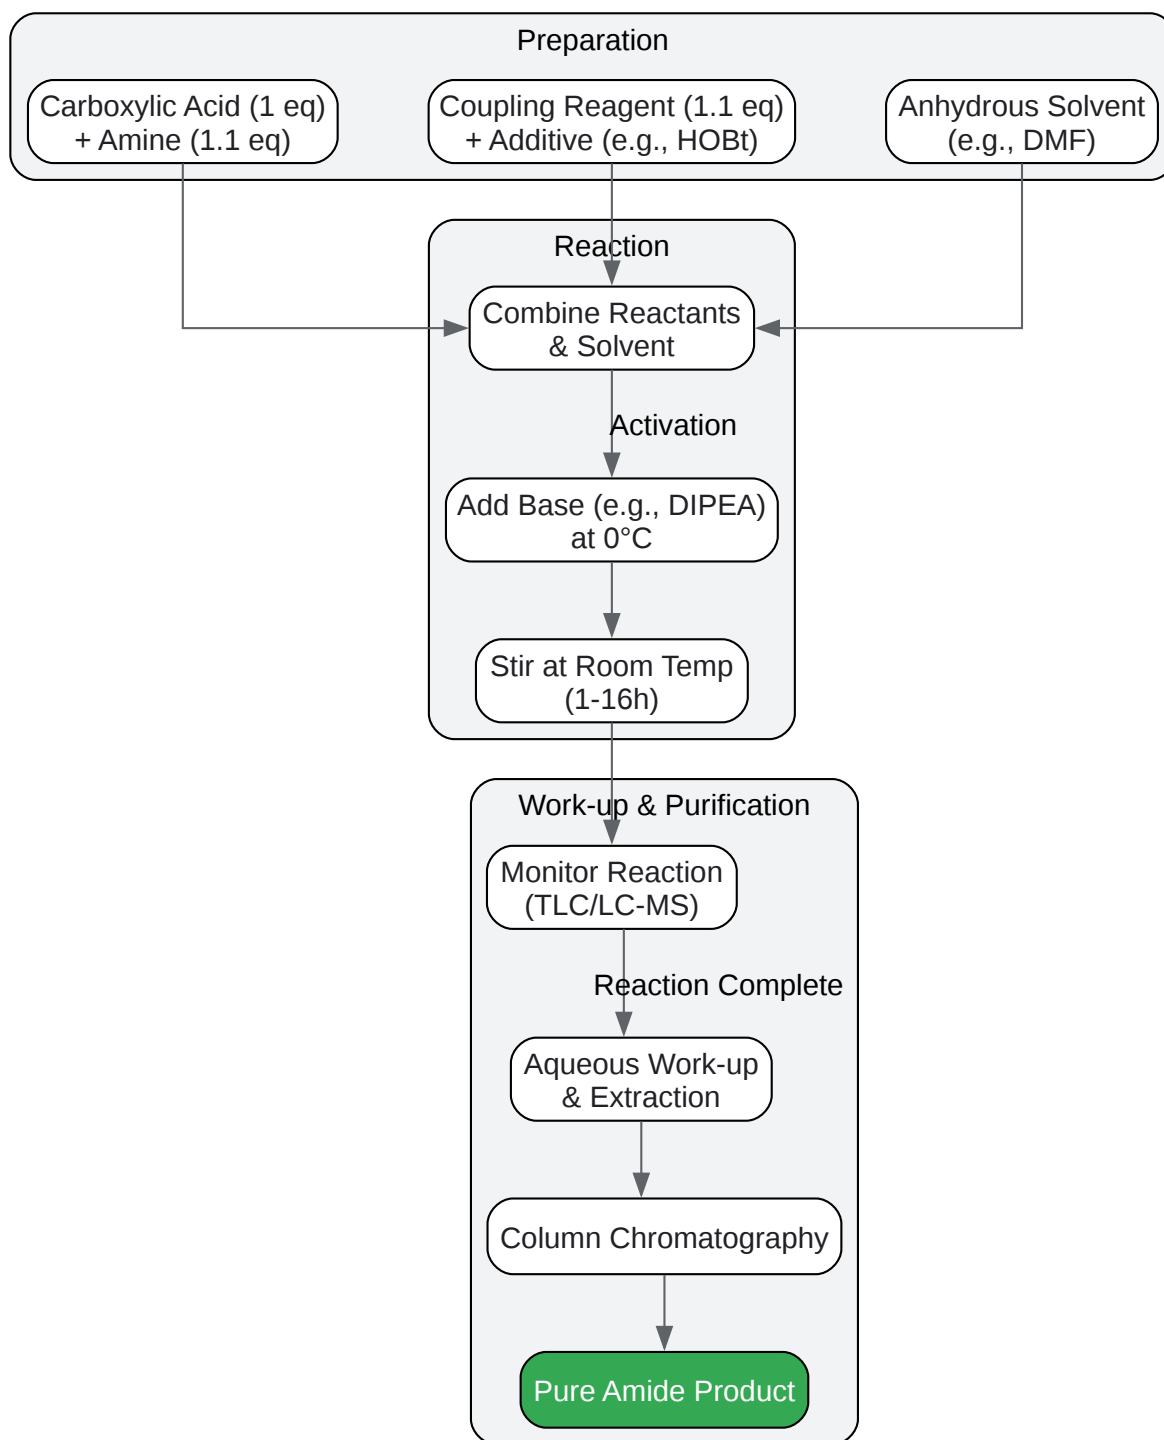 Preparation
Carboxylic Acid (1 eq)
+ Amine (1.1 eq)
Coupling Reagent (1.1 eq)
+ Additive (e.g., HOBt)
Anhydrous Solvent
(e.g., DMF)
Reaction
Combine Reactants
& Solvent
Activation
Add Base (e.g., DIPEA)
at 0°C
Stir at Room Temp
(1-16h)
Work-up & Purification
Monitor Reaction
(TLC/LC-MS)
Reaction Complete
Aqueous Work-up
& Extraction
Column Chromatography
Pure Amide Product